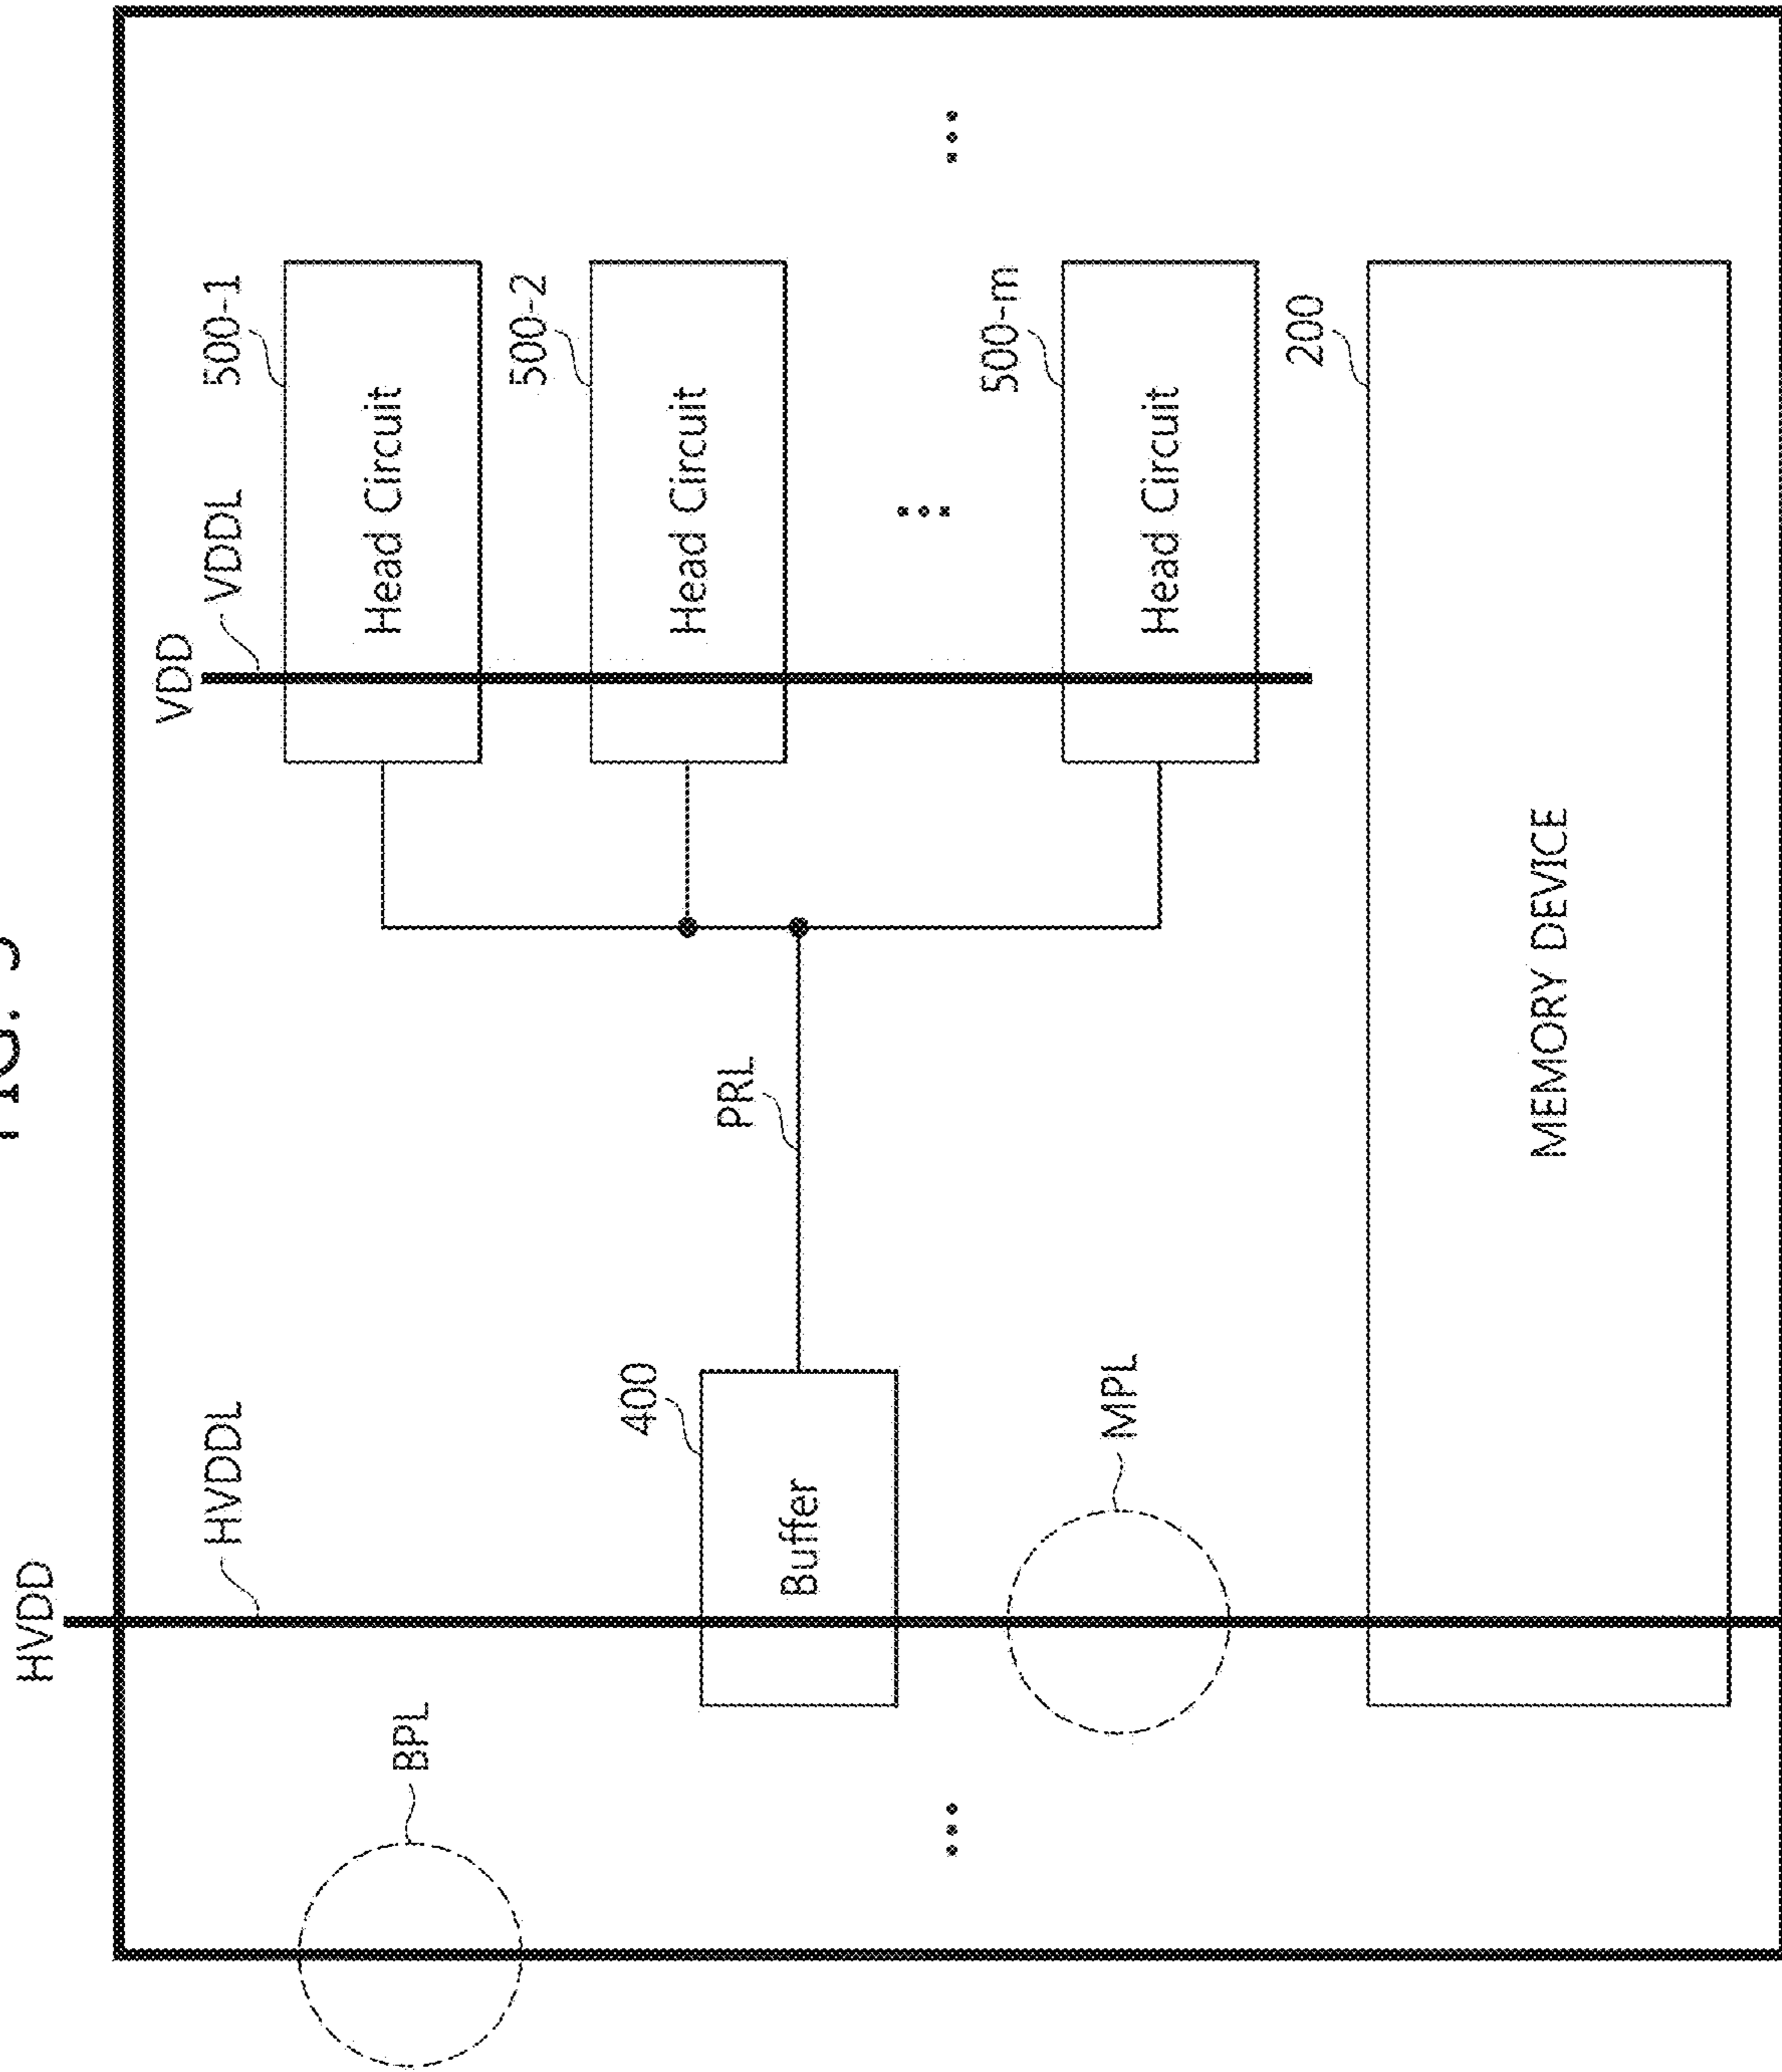 FIG.
HVDD
VDD
HVDDL
VDDL
500-1
Head Circuit
BPL
500-2
400
Head Circuit
PRL
Buffer
500-m
MPL
Head Circuit
200
MEMORY DEVICE